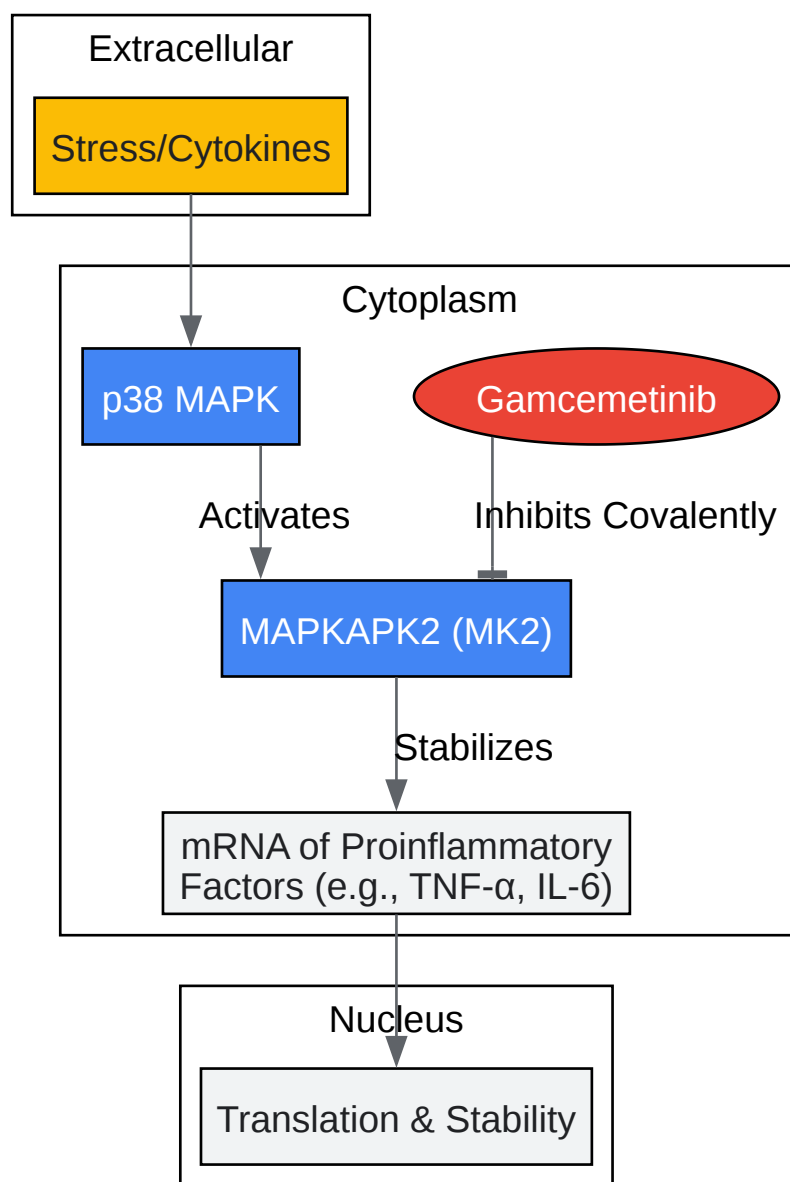 Extracellular
Stress/Cytokines
Cytoplasm
p38 MAPK
Gamcemetinib
Activates
Inhibits Covalently
MAPKAPK2 (MK2)
Stabilizes
mRNA of Proinflammatory
Factors (e.g., TNF-α, IL-6)
Nucleus
Translation & Stability